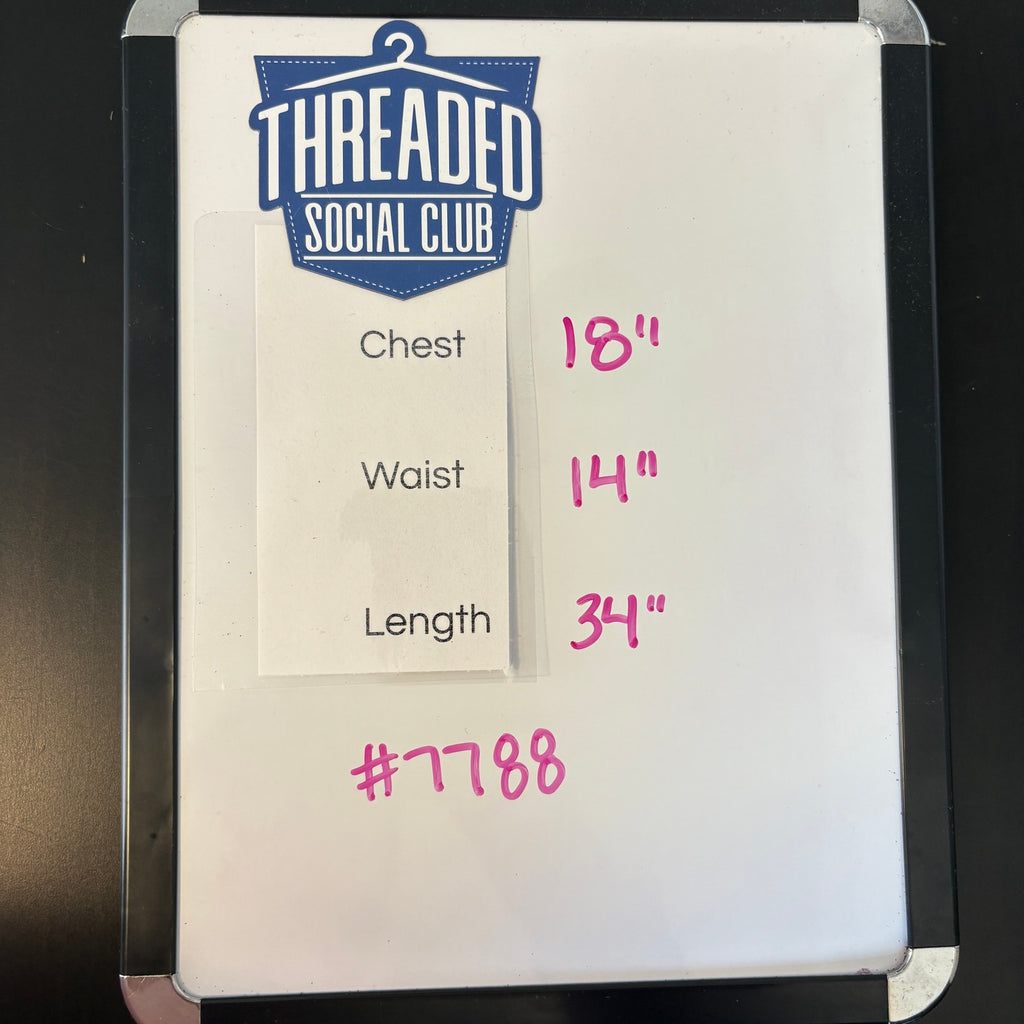 THREADED
SOCIAL CLUB
Chest 18"
Waist 14"
Length 34"
#7788